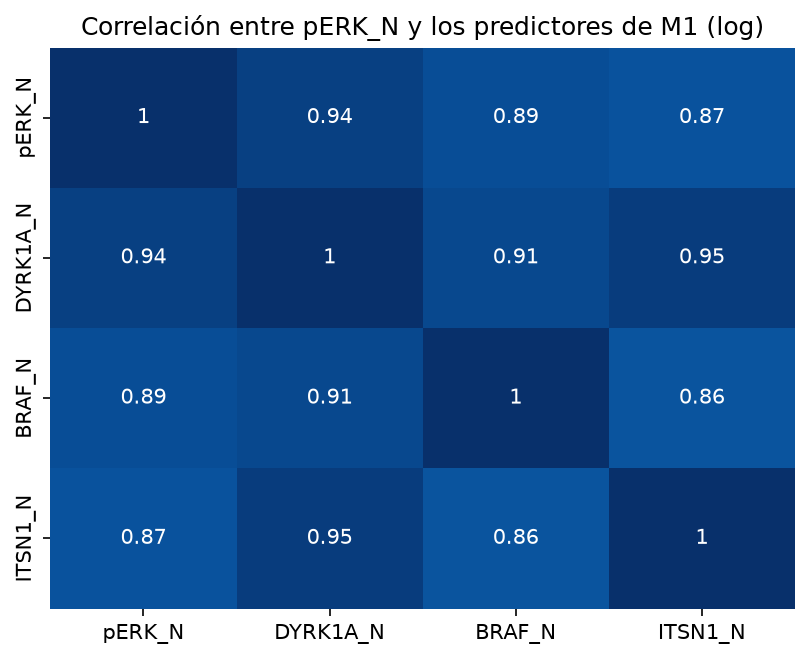 Correlación entre pERK_N y los predictores de M1 (log)
pERK_N 1 0.94 0.89 0.87
DYRK1A_N 0.94 1 0.91 0.95
BRAF_N 0.89 0.91 1 0.86
ITSN1_N 0.87 0.95 0.86 1
pERK_N DYRK1A_N BRAF_N ITSN1_N